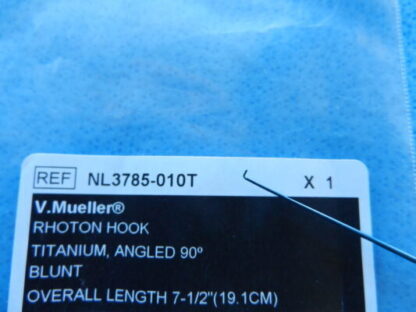 REF NL3785-010T X 1
V.Mueller®
RHOTON HOOK
TITANIUM, ANGLED 90º
BLUNT
OVERALL LENGTH 7-1/2"(19.1CM)